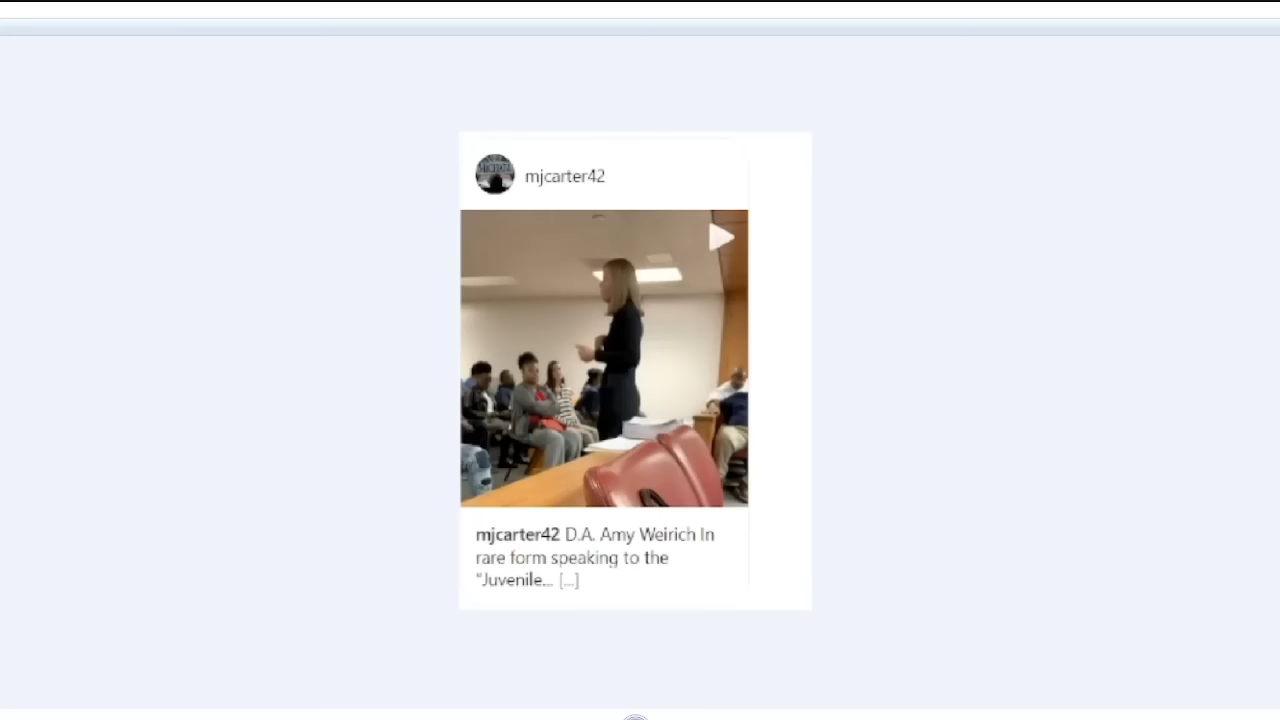 mjcarter42
mjcarter42 D.A. Amy Weirich In
rare form speaking to the
"Juvenile... [...]